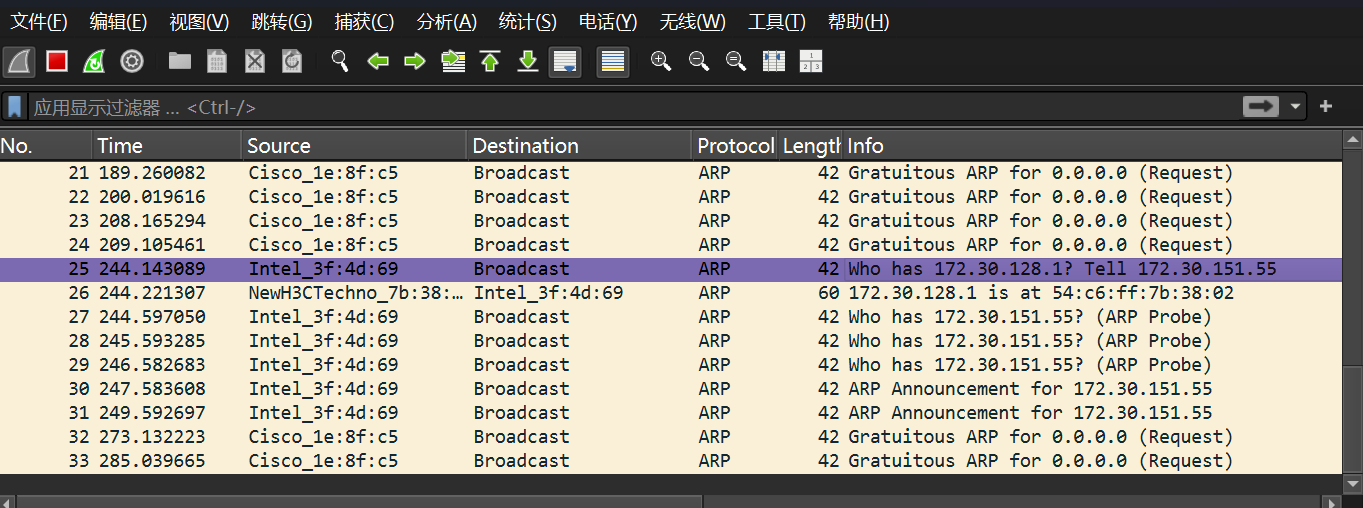 文件(F) 编辑(E) 视图(V) 跳转(G) 捕获(C) 分析(A) 统计(S) 电话(Y) 无线(W) 工具(T) 帮助(H)
应用显示过滤器 … <Ctrl-/>
No. Time Source Destination Protocol Length Info
21 189.260082 Cisco_1e:8f:c5 Broadcast ARP 42 Gratuitous ARP for 0.0.0.0 (Request)
22 200.019616 Cisco_1e:8f:c5 Broadcast ARP 42 Gratuitous ARP for 0.0.0.0 (Request)
23 208.165294 Cisco_1e:8f:c5 Broadcast ARP 42 Gratuitous ARP for 0.0.0.0 (Request)
24 209.105461 Cisco_1e:8f:c5 Broadcast ARP 42 Gratuitous ARP for 0.0.0.0 (Request)
25 244.143089 Intel_3f:4d:69 Broadcast ARP 42 Who has 172.30.128.1? Tell 172.30.151.55
26 244.221307 NewH3CTechno_7b:38:… Intel_3f:4d:69 ARP 60 172.30.128.1 is at 54:c6:ff:7b:38:02
27 244.597050 Intel_3f:4d:69 Broadcast ARP 42 Who has 172.30.151.55? (ARP Probe)
28 245.593285 Intel_3f:4d:69 Broadcast ARP 42 Who has 172.30.151.55? (ARP Probe)
29 246.582683 Intel_3f:4d:69 Broadcast ARP 42 Who has 172.30.151.55? (ARP Probe)
30 247.583608 Intel_3f:4d:69 Broadcast ARP 42 ARP Announcement for 172.30.151.55
31 249.592697 Intel_3f:4d:69 Broadcast ARP 42 ARP Announcement for 172.30.151.55
32 273.132223 Cisco_1e:8f:c5 Broadcast ARP 42 Gratuitous ARP for 0.0.0.0 (Request)
33 285.039665 Cisco_1e:8f:c5 Broadcast ARP 42 Gratuitous ARP for 0.0.0.0 (Request)